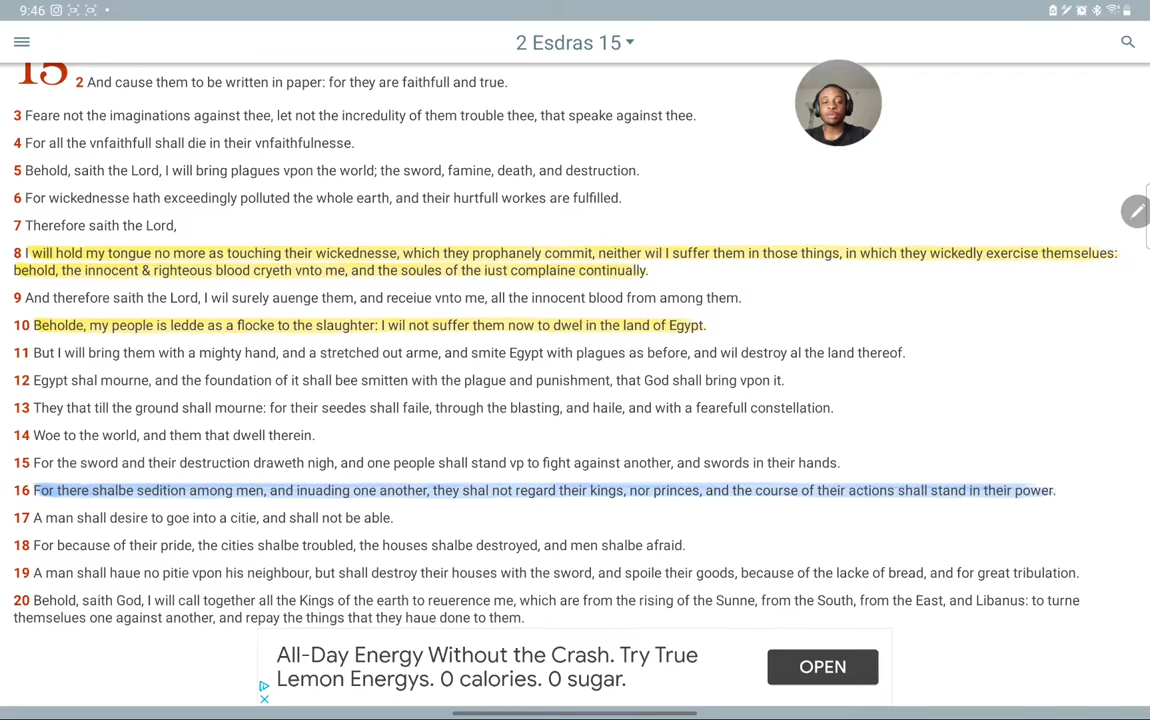 9:46
2 Esdras 15
15
2 And cause them to be written in paper: for they are faithfull and true.
3 Feare not the imaginations against thee, let not the incredulity of them trouble thee, that speake against thee.
4 For all the vnfaithfull shall die in their vnfaithfulnesse.
5 Behold, saith the Lord, I will bring plagues vpon the world; the sword, famine, death, and destruction.
6 For wickednesse hath exceedingly polluted the whole earth, and their hurtfull workes are fulfilled.
7 Therefore saith the Lord,
8 I will hold my tongue no more as touching their wickednesse, which they prophanely commit, neither wil I suffer them in those things, in which they wickedly exercise themselues:
behold, the innocent & righteous blood cryeth vnto me, and the soules of the iust complaine continually.
9 And therefore saith the Lord, I wil surely auenge them, and receiue vnto me, all the innocent blood from among them.
10 Beholde, my people is ledde as a flocke to the slaughter: I wil not suffer them now to dwel in the land of Egypt.
11 But I will bring them with a mighty hand, and a stretched out arme, and smite Egypt with plagues as before, and wil destroy al the land thereof.
12 Egypt shal mourne, and the foundation of it shall bee smitten with the plague and punishment, that God shall bring vpon it.
13 They that till the ground shall mourne: for their seedes shall faile, through the blasting, and haile, and with a fearefull constellation.
14 Woe to the world, and them that dwell therein.
15 For the sword and their destruction draweth nigh, and one people shall stand vp to fight against another, and swords in their hands.
16 For there shalbe sedition among men, and inuading one another, they shal not regard their kings, nor princes, and the course of their actions shall stand in their power.
17 A man shall desire to goe into a citie, and shall not be able.
18 For because of their pride, the cities shalbe troubled, the houses shalbe destroyed, and men shalbe afraid.
19 A man shall haue no pitie vpon his neighbour, but shall destroy their houses with the sword, and spoile their goods, because of the lacke of bread, and for great tribulation.
20 Behold, saith God, I will call together all the Kings of the earth to reuerence me, which are from the rising of the Sunne, from the South, from the East, and Libanus: to turne
themselues one against another, and repay the things that they haue done to them.
All-Day Energy Without the Crash. Try True
Lemon Energys. 0 calories. 0 sugar.
OPEN